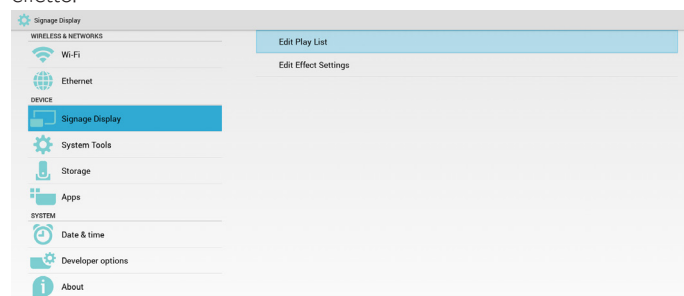 effetto.
Signage Display
WIRELESS & NETWORKS
Wi-Fi
Ethernet
DEVICE
Signage Display
System Tools
Storage
Apps
SYSTEM
Date & time
Developer options
About
Edit Play List
Edit Effect Settings